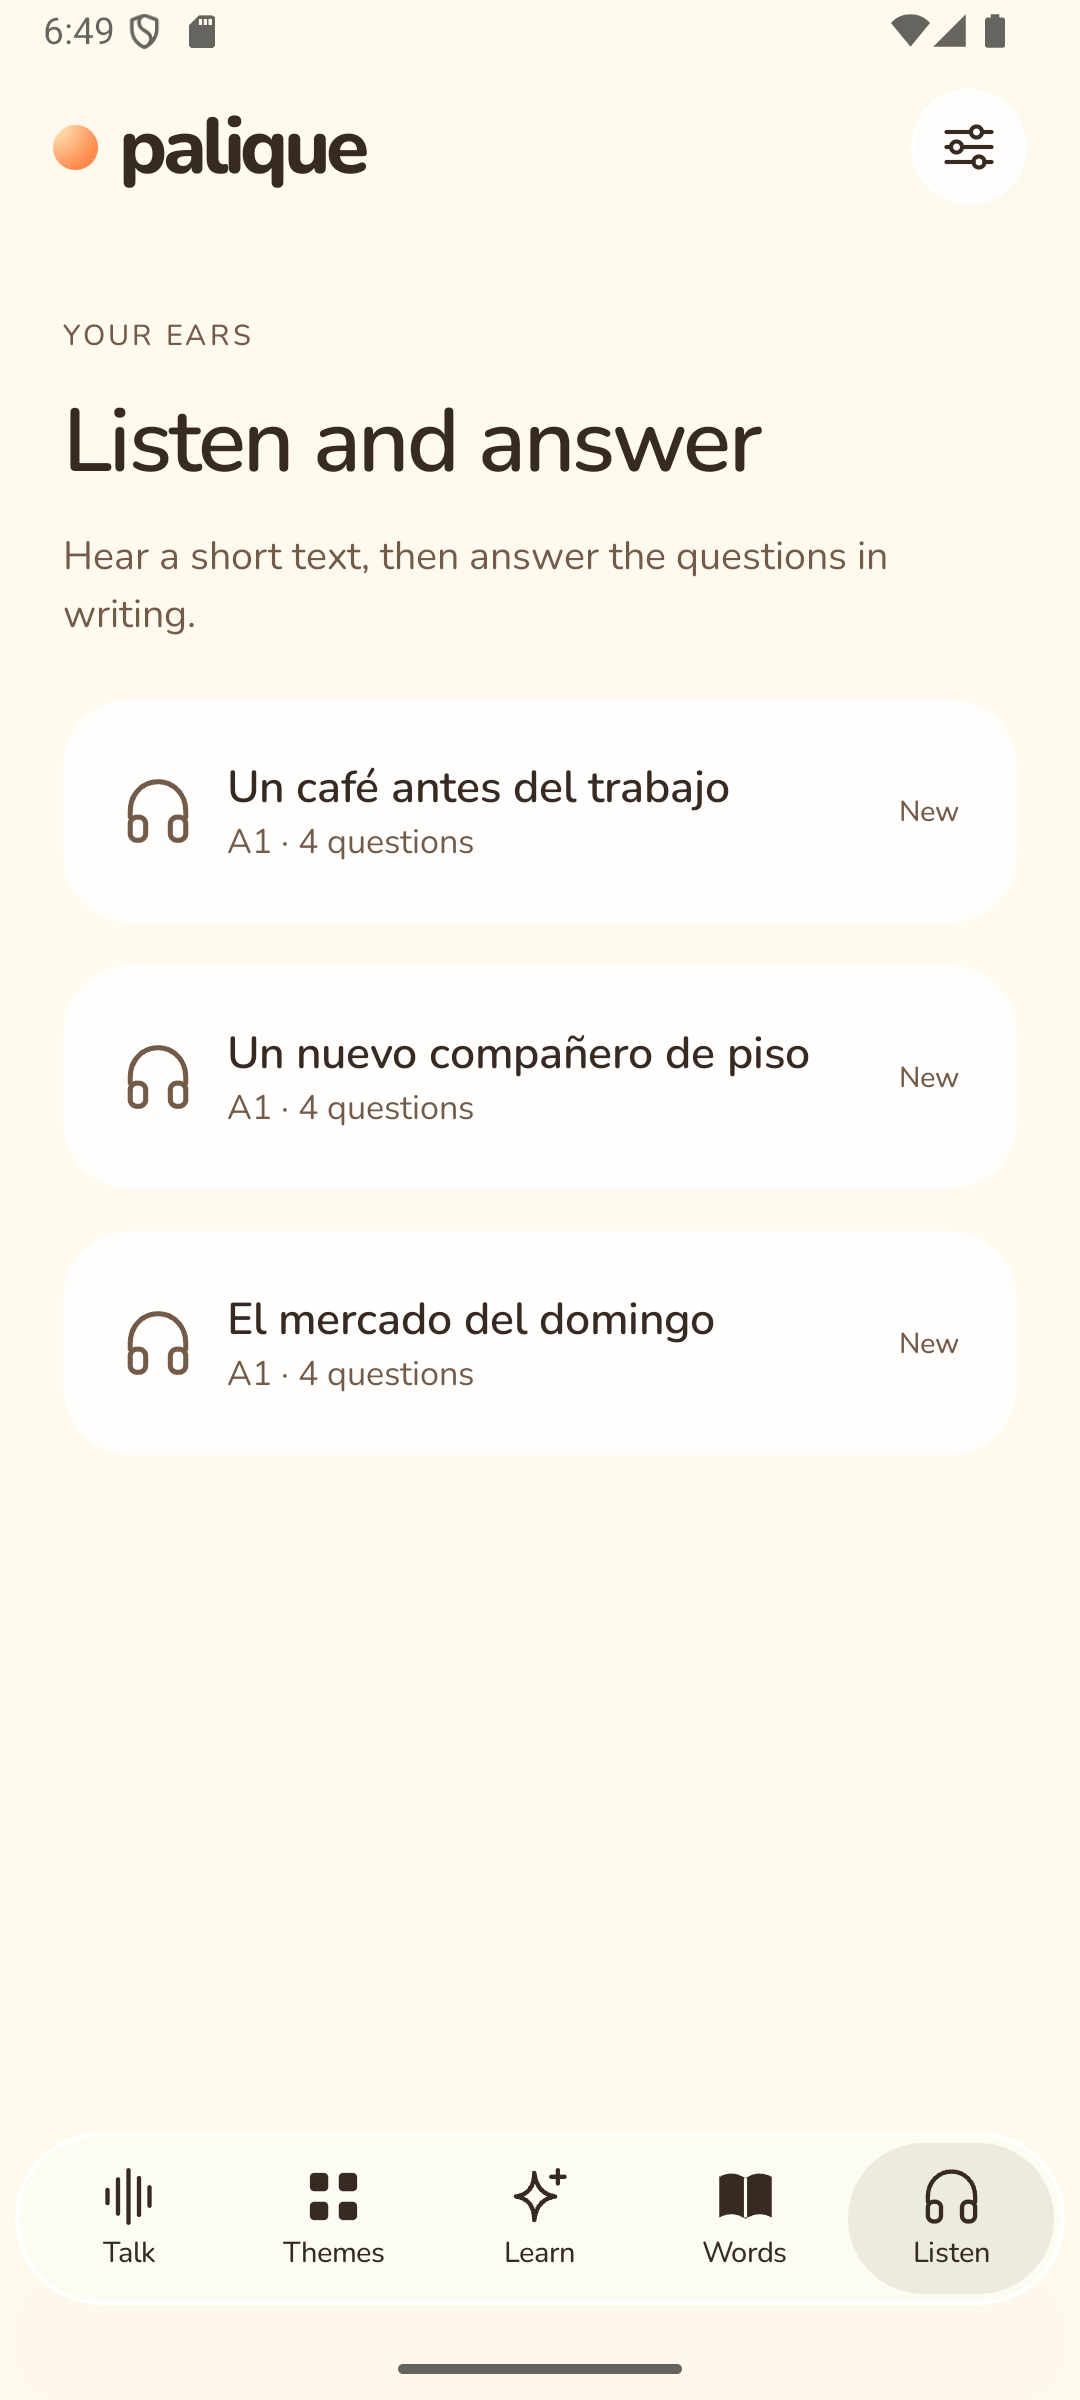 6:49
palique
YOUR EARS
Listen and answer
Hear a short text, then answer the questions in
writing.
Un café antes del trabajo
A1 · 4 questions
New
Un nuevo compañero de piso
A1 · 4 questions
New
El mercado del domingo
A1 · 4 questions
New
Talk
Themes
Learn
Words
Listen